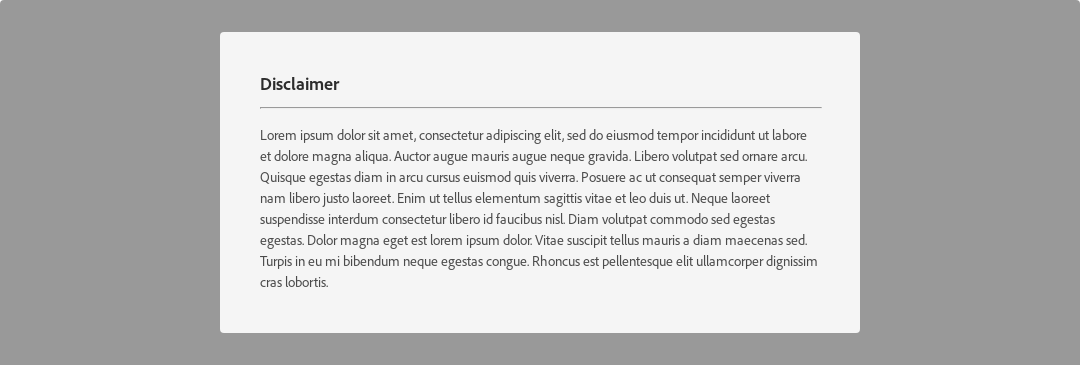 Disclaimer
Lorem ipsum dolor sit amet, consectetur adipiscing elit, sed do eiusmod tempor incididunt ut labore
et dolore magna aliqua. Auctor augue mauris augue neque gravida. Libero volutpat sed ornare arcu.
Quisque egestas diam in arcu cursus euismod quis viverra. Posuere ac ut consequat semper viverra
nam libero justo laoreet. Enim ut tellus elementum sagittis vitae et leo duis ut. Neque laoreet
suspendisse interdum consectetur libero id faucibus nisl. Diam volutpat commodo sed egestas
egestas. Dolor magna eget est lorem ipsum dolor. Vitae suscipit tellus mauris a diam maecenas sed.
Turpis in eu mi bibendum neque egestas congue. Rhoncus est pellentesque elit ullamcorper dignissim
cras lobortis.